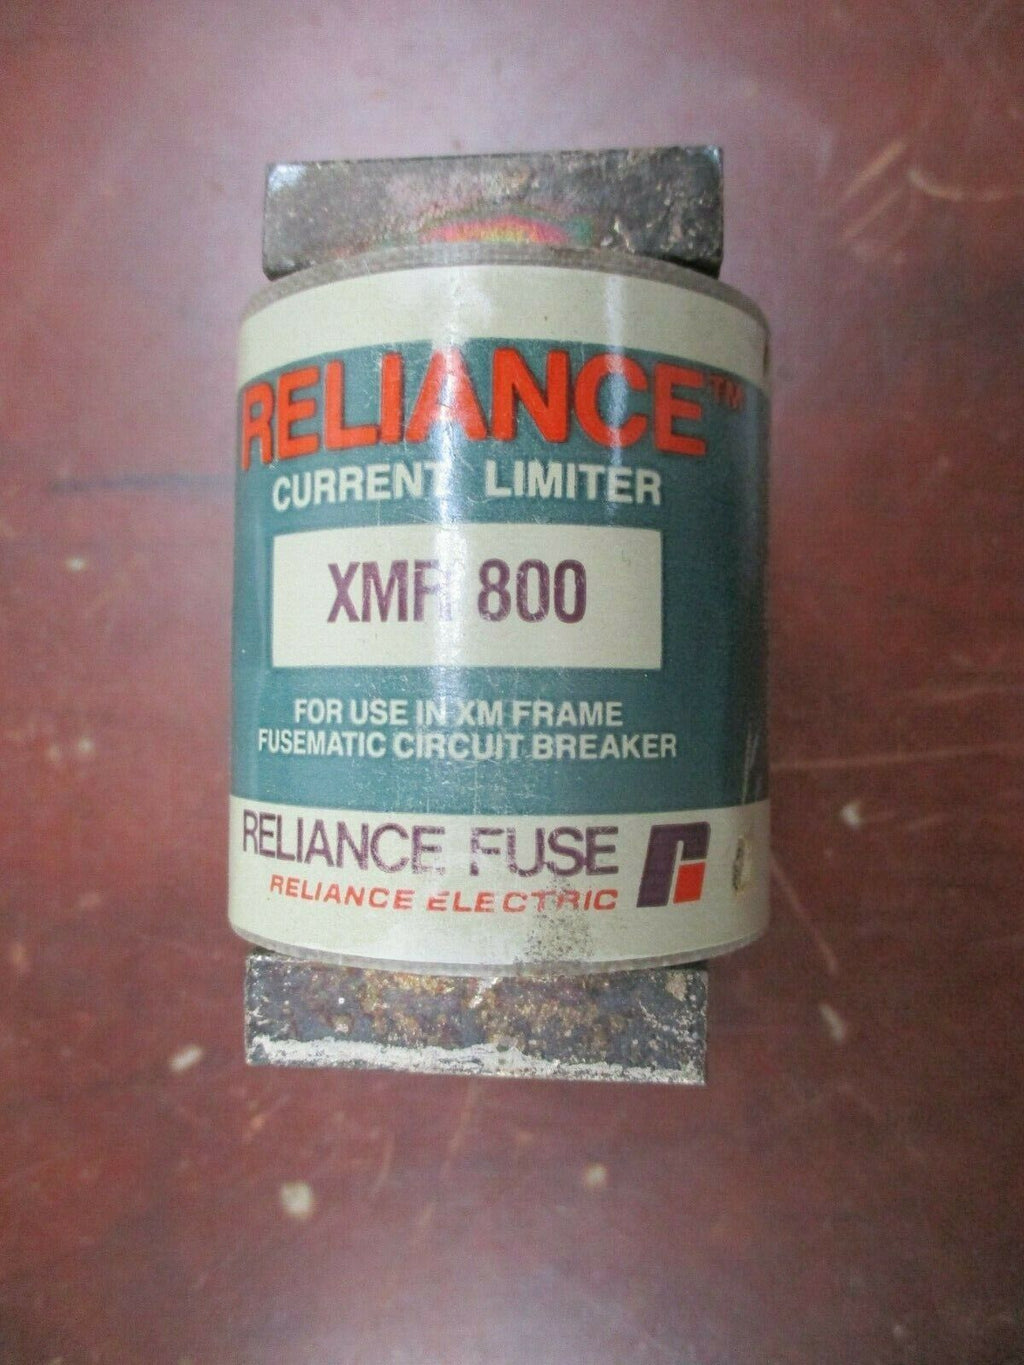 RELIANCE™
CURRENT LIMITER
XMR 800
FOR USE IN XM FRAME
FUSEMATIC CIRCUIT BREAKER
RELIANCE FUSE
RELIANCE ELECTRIC